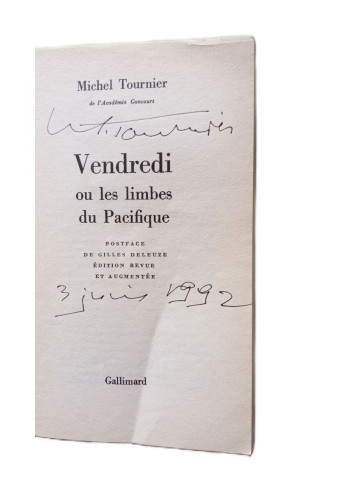 Michel Tournier
de l'Académie Goncourt
M. Tournier
Vendredi
ou les limbes
du Pacifique
POSTFACE
DE GILLES DELEUZE
ÉDITION REVUE
ET AUGMENTÉE
3 juin 1992
Gallimard